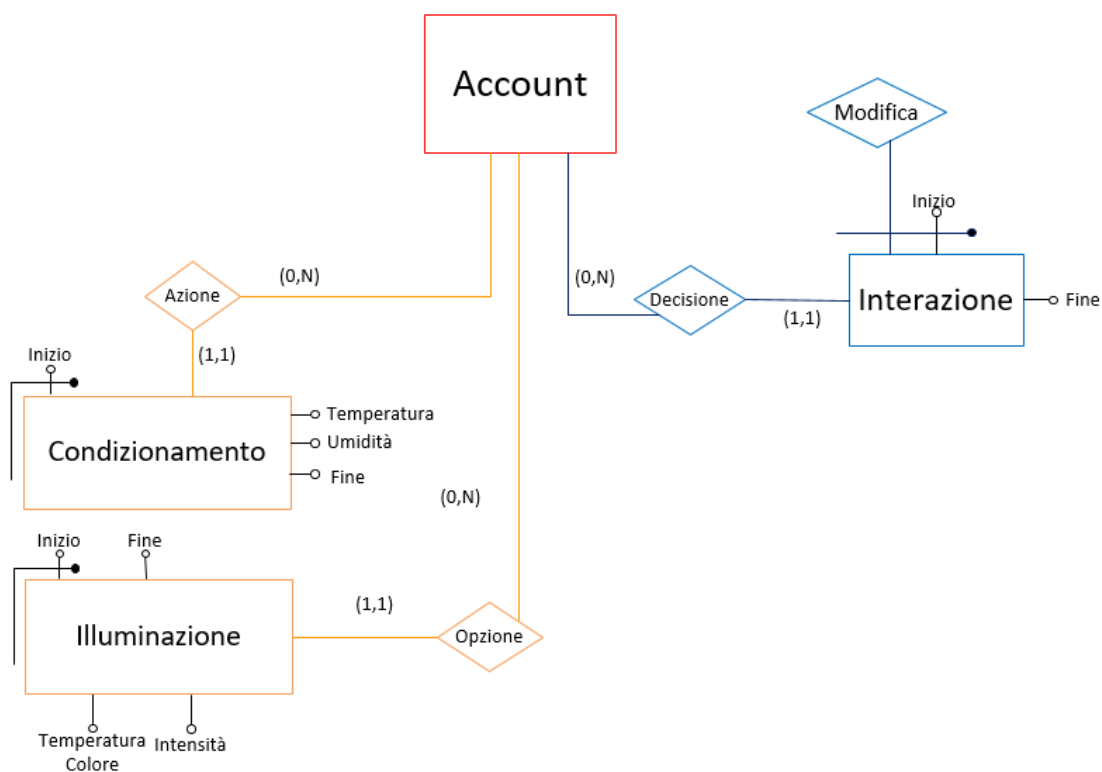 Account
Modifica
Inizio
(0,N)
(0,N)
Azione
Decisione
Interazione
Fine
(1,1)
(1,1)
Inizio
Temperatura
Condizionamento
Umidità
Fine
(0,N)
Inizio
Fine
(1,1)
Illuminazione
Opzione
Temperatura
Colore
Intensità